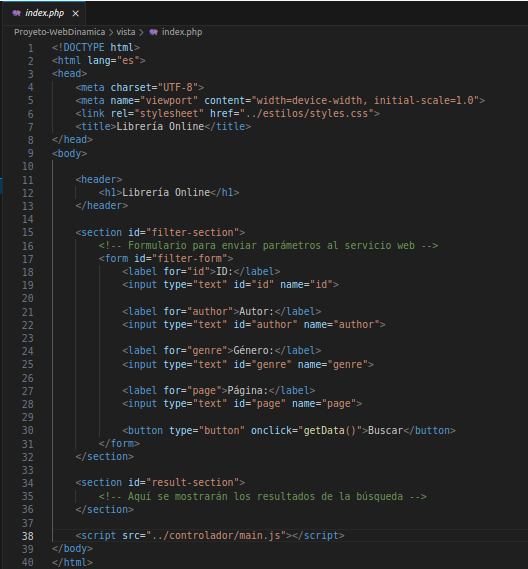 index.php ×
Proyeto-WebDinamica > vista > index.php
1 <!DOCTYPE html>
2 <html lang="es">
3 <head>
4 <meta charset="UTF-8">
5 <meta name="viewport" content="width=device-width, initial-scale=1.0">
6 <link rel="stylesheet" href="../estilos/styles.css">
7 <title>Librería Online</title>
8 </head>
9 <body>
10
11 <header>
12 <h1>Librería Online</h1>
13 </header>
14
15 <section id="filter-section">
16 <!-- Formulario para enviar parámetros al servicio web -->
17 <form id="filter-form">
18 <label for="id">ID:</label>
19 <input type="text" id="id" name="id">
20
21 <label for="author">Autor:</label>
22 <input type="text" id="author" name="author">
23
24 <label for="genre">Género:</label>
25 <input type="text" id="genre" name="genre">
26
27 <label for="page">Página:</label>
28 <input type="text" id="page" name="page">
29
30 <button type="button" onclick="getData()">Buscar</button>
31 </form>
32 </section>
33
34 <section id="result-section">
35 <!-- Aquí se mostrarán los resultados de la búsqueda -->
36 </section>
37
38 <script src="../controlador/main.js"></script>
39 </body>
40 </html>